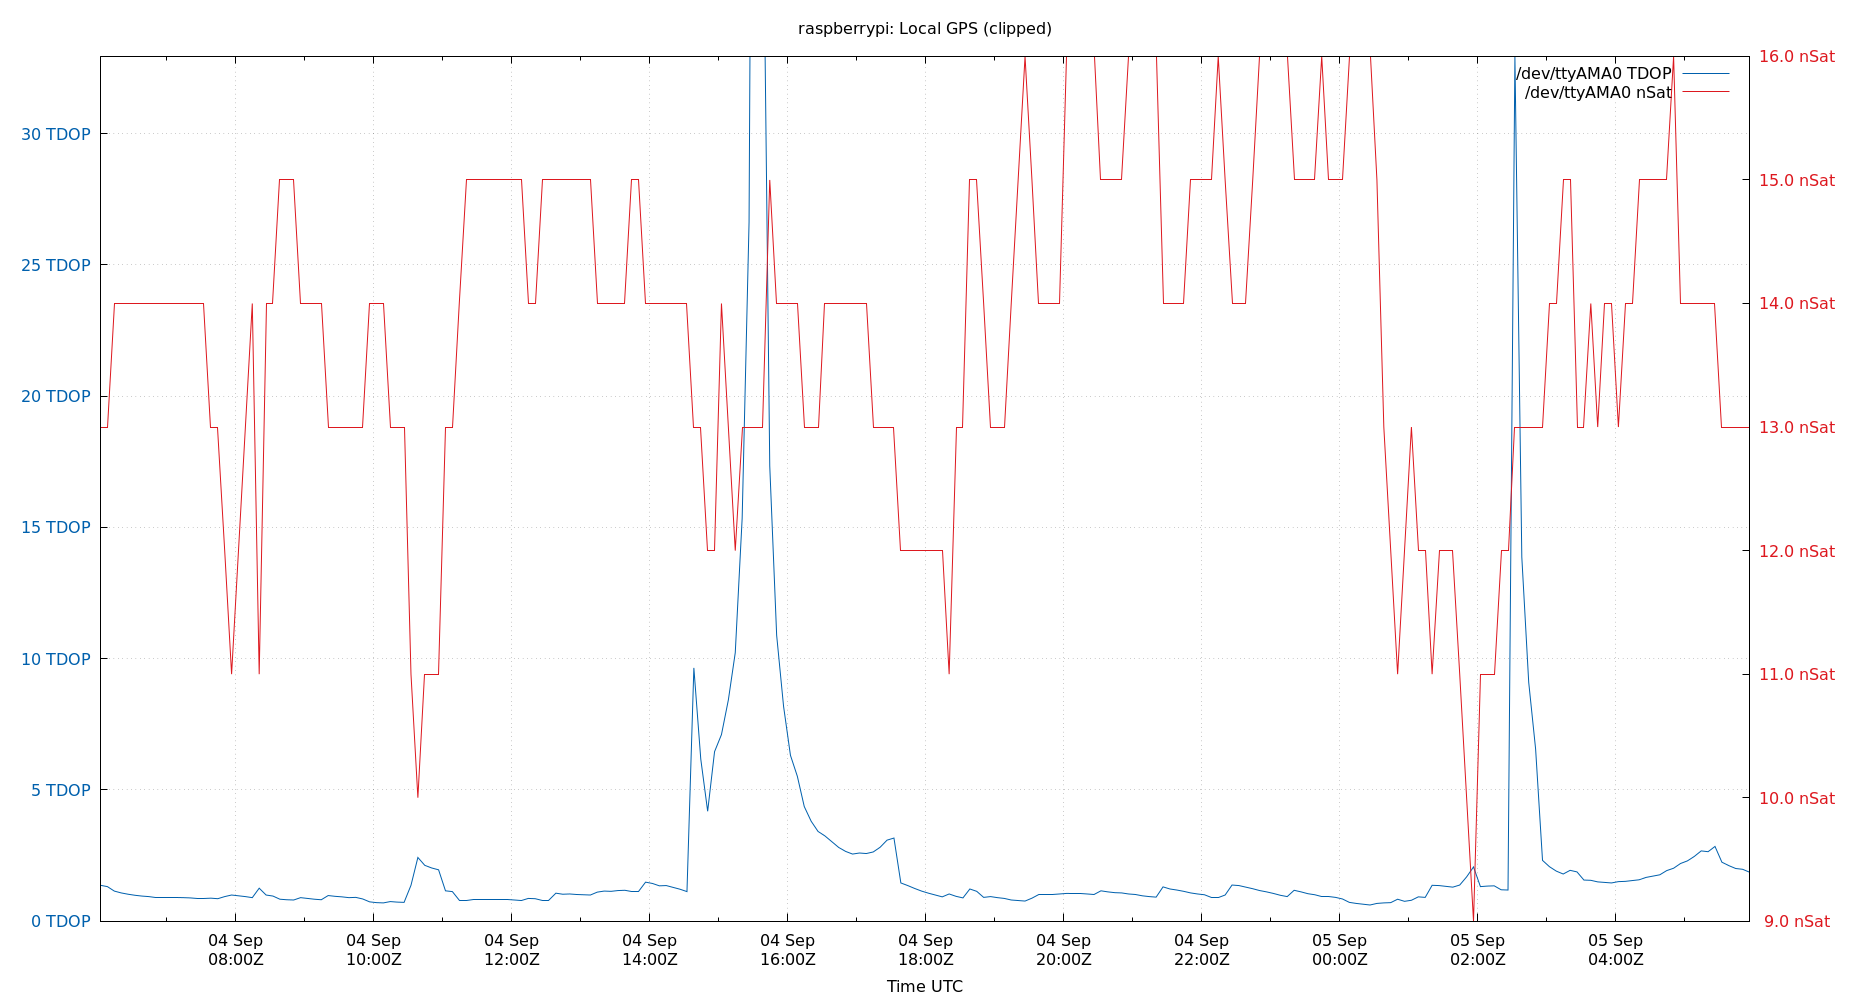 raspberrypi: Local GPS (clipped)
/dev/ttyAMA0 TDOP
/dev/ttyAMA0 nSat
30 TDOP
25 TDOP
20 TDOP
15 TDOP
10 TDOP
5 TDOP
0 TDOP
16.0 nSat
15.0 nSat
14.0 nSat
13.0 nSat
12.0 nSat
11.0 nSat
10.0 nSat
9.0 nSat
04 Sep
08:00Z
04 Sep
10:00Z
04 Sep
12:00Z
04 Sep
14:00Z
04 Sep
16:00Z
04 Sep
18:00Z
04 Sep
20:00Z
04 Sep
22:00Z
05 Sep
00:00Z
05 Sep
02:00Z
05 Sep
04:00Z
Time UTC